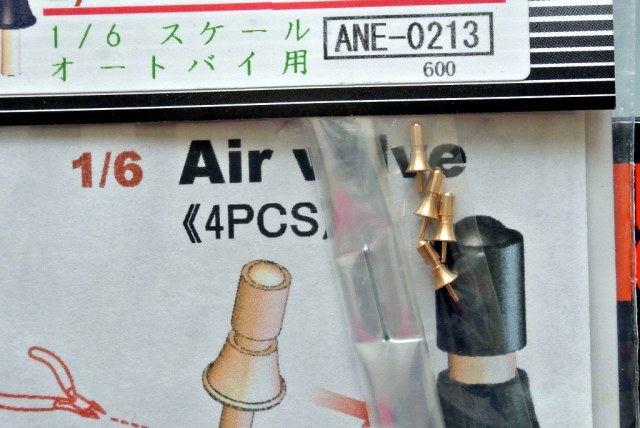 1/6 スケール
オートバイ用
ANE-0213
600
1/6 Air valve
《4PCS